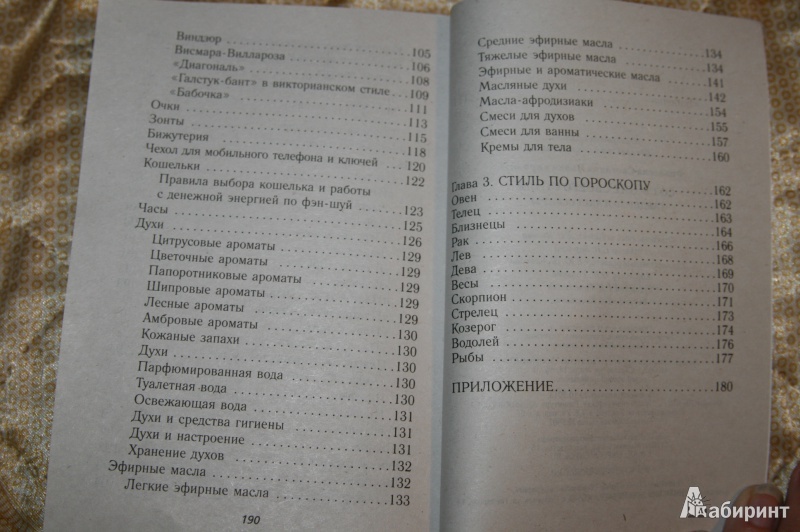 Виндзор 105
Висмара-Виллароза 106
«Диагональ» 108
«Галстук-бант» в викторианском стиле 109
«Бабочка» 111
Очки 113
Зонты 115
Бижутерия 118
Чехол для мобильного телефона и ключей 120
Кошельки 122
Правила выбора кошелька и работы
с денежной энергией по фэн-шуй 123
Часы 125
Духи 126
Цитрусовые ароматы 129
Цветочные ароматы 129
Папоротниковые ароматы 129
Шипровые ароматы 129
Лесные ароматы 129
Амбровые ароматы 130
Кожаные запахи 130
Духи 130
Парфюмированная вода 130
Туалетная вода 130
Освежающая вода 131
Духи и средства гигиены 131
Духи и настроение 131
Хранение духов 132
Эфирные масла 132
Легкие эфирные масла 133
190
Средние эфирные масла 134
Тяжелые эфирные масла 134
Эфирные и ароматические масла 141
Масляные духи 142
Масла-афродизиаки 154
Смеси для духов 155
Смеси для ванны 157
Кремы для тела 160
Глава 3. СТИЛЬ ПО ГОРОСКОПУ 162
Овен 162
Телец 163
Близнецы 164
Рак 166
Лев 168
Дева 169
Весы 170
Скорпион 171
Стрелец 173
Козерог 174
Водолей 176
Рыбы 177
ПРИЛОЖЕНИЕ 180
Лабиринт